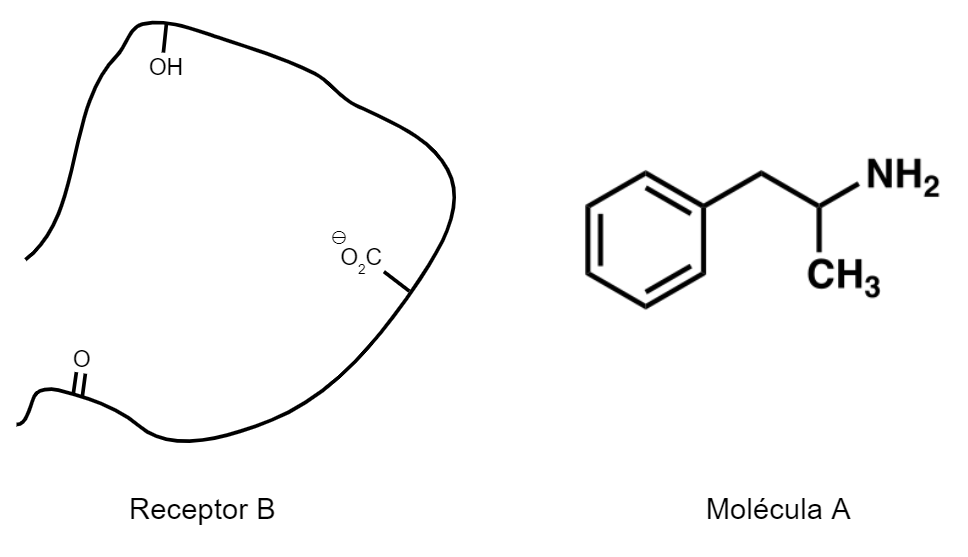 OH
⊖
O₂C
O
NH₂
CH₃
Receptor B
Molécula A